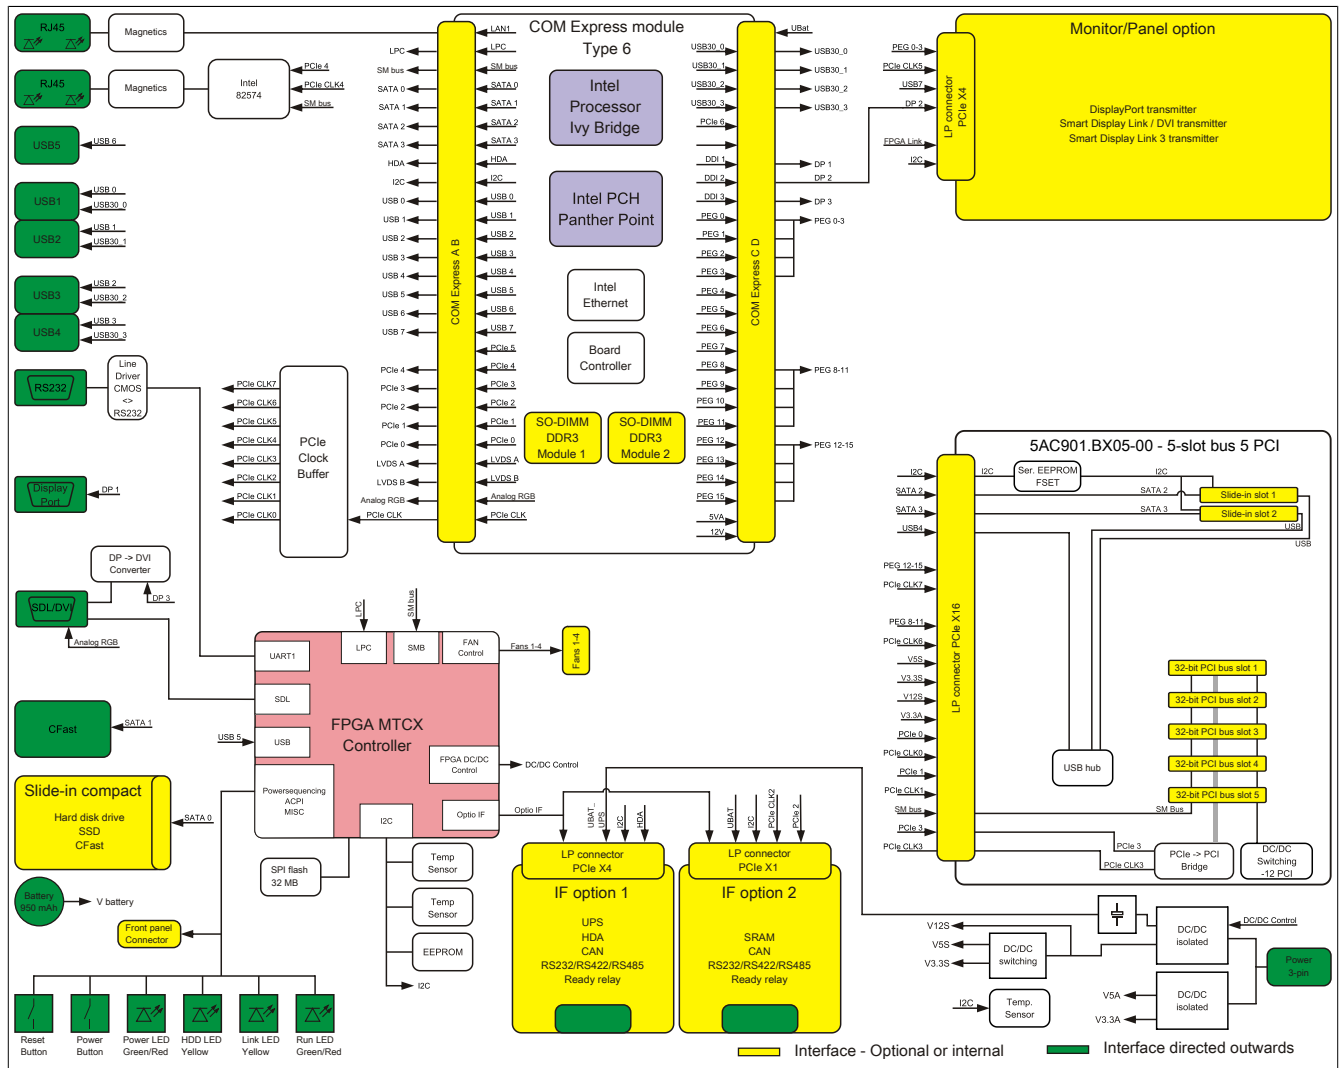 RJ45
Magnetics
RJ45
Magnetics
Intel
82574
PCIe 4
PCIe CLK4
SM bus
USB5
USB 6
USB1
USB 0
USB30_0
USB2
USB 1
USB30_1
USB3
USB 2
USB30_2
USB4
USB 3
USB30_3
RS232
Line
Driver
CMOS
<>
RS232
Display
Port
DP 1
DP -> DVI
Converter
DP 3
SDL/DVI
Analog RGB
CFast
SATA 1
Slide-in compact
Hard disk drive
SSD
CFast
SATA 0
Battery
950 mAh
V battery
Front panel
Connector
Reset
Button
Power
Button
Power LED
Green/Red
HDD LED
Yellow
Link LED
Yellow
Run LED
Green/Red
PCIe CLK7
PCIe CLK6
PCIe CLK5
PCIe CLK4
PCIe CLK3
PCIe CLK2
PCIe CLK1
PCIe CLK0
PCIe
Clock
Buffer
PCIe CLK
LPC
SM bus
SATA 0
SATA 1
SATA 2
SATA 3
HDA
I2C
USB 0
USB 1
USB 2
USB 3
USB 4
USB 5
USB 6
USB 7
PCIe 4
PCIe 3
PCIe 2
PCIe 1
PCIe 0
LVDS A
LVDS B
Analog RGB
COM Express A B
LAN1
LPC
SM bus
SATA 0
SATA 1
SATA 2
SATA 3
HDA
I2C
USB 0
USB 1
USB 2
USB 3
USB 4
USB 5
USB 6
USB 7
PCIe 5
PCIe 4
PCIe 3
PCIe 2
PCIe 1
PCIe 0
LVDS A
LVDS B
Analog RGB
PCIe CLK
COM Express module
Type 6
Intel
Processor
Ivy Bridge
Intel PCH
Panther Point
Intel
Ethernet
Board
Controller
SO-DIMM
DDR3
Module 1
SO-DIMM
DDR3
Module 2
USB30_0
USB30_1
USB30_2
USB30_3
PCIe 6
DDI 1
DDI 2
DDI 3
PEG 0
PEG 1
PEG 2
PEG 3
PEG 4
PEG 5
PEG 6
PEG 7
PEG 8
PEG 9
PEG 10
PEG 11
PEG 12
PEG 13
PEG 14
PEG 15
5VA
12V
COM Express C D
UBat
USB30_0
USB30_1
USB30_2
USB30_3
DP 1
DP 2
DP 3
PEG 0-3
PEG 8-11
PEG 12-15
Monitor/Panel option
PEG 0-3
PCIe CLK5
USB7
DP 2
FPGA Link
I2C
LP connector
PCIe X4
DisplayPort transmitter
Smart Display Link / DVI transmitter
Smart Display Link 3 transmitter
5AC901.BX05-00 - 5-slot bus 5 PCI
I2C
SATA 2
SATA 3
USB4
PEG 12-15
PCIe CLK7
PEG 8-11
PCIe CLK6
V5S
V3.3S
V12S
V3.3A
PCIe 0
PCIe CLK0
PCIe 1
PCIe CLK1
SM bus
PCIe 3
PCIe CLK3
LP connector PCIe X16
I2C
Ser. EEPROM
FSET
I2C
SATA 2
SATA 3
Slide-in slot 1
Slide-in slot 2
USB
USB
32-bit PCI bus slot 1
32-bit PCI bus slot 2
32-bit PCI bus slot 3
32-bit PCI bus slot 4
32-bit PCI bus slot 5
USB hub
SM Bus
PCIe 3
PCIe CLK3
PCIe -> PCI
Bridge
DC/DC
Switching
-12 PCI
LPC
SM bus
UART1
LPC
SMB
FAN
Control
Fans 1-4
Fans 1-4
SDL
FPGA MTCX
Controller
USB 5
USB
FPGA DC/DC
Control
DC/DC Control
Powersequencing
ACPI
MISC
I2C
Optio IF
Optio IF
SPI flash
32 MB
Temp
Sensor
Temp
Sensor
EEPROM
I2C
UBAT_
UPS
I2C
HDA
LP connector
PCIe X4
IF option 1
UPS
HDA
CAN
RS232/RS422/RS485
Ready relay
UBAT
I2C
PCIe CLK2
PCIe 2
LP connector
PCIe X1
IF option 2
SRAM
CAN
RS232/RS422/RS485
Ready relay
V12S
V5S
V3.3S
DC/DC
switching
DC/DC
isolated
DC/DC Control
Power
3-pin
V5A
V3.3A
DC/DC
isolated
I2C
Temp.
Sensor
Interface - Optional or internal
Interface directed outwards